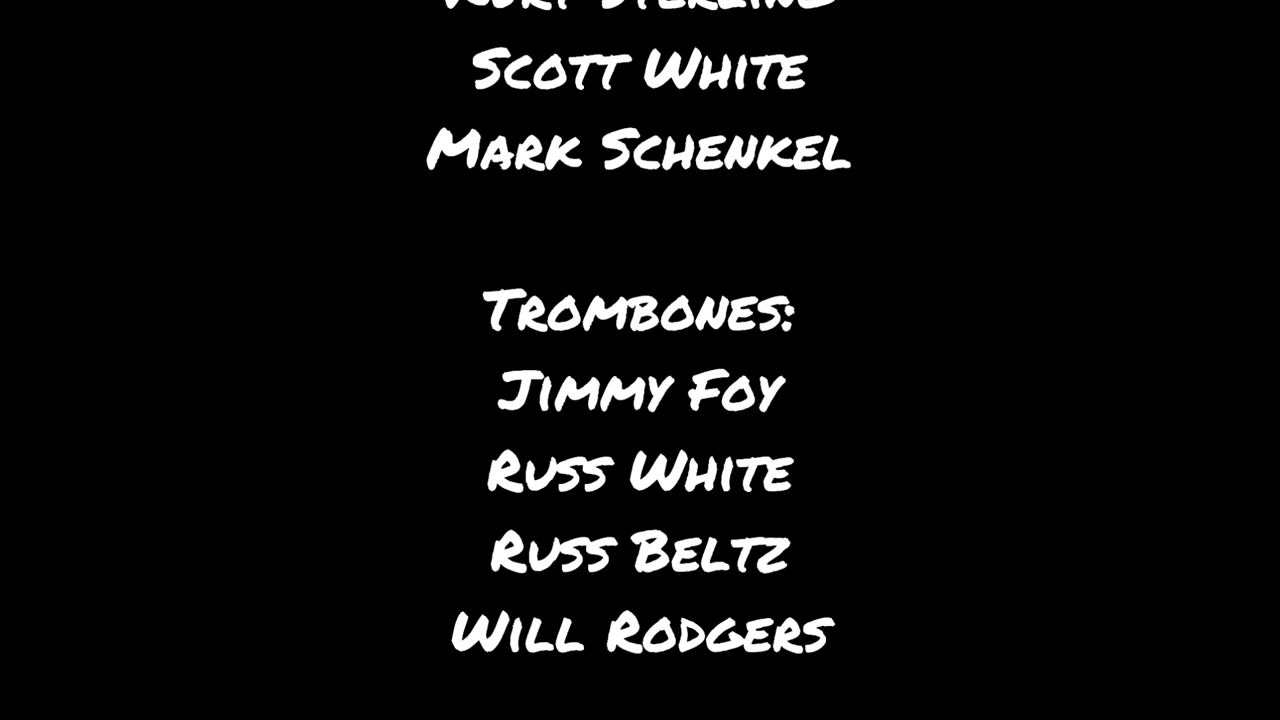 Scott White
Mark Schenkel
Trombones:
Jimmy Foy
Russ White
Russ Beltz
Will Rodgers